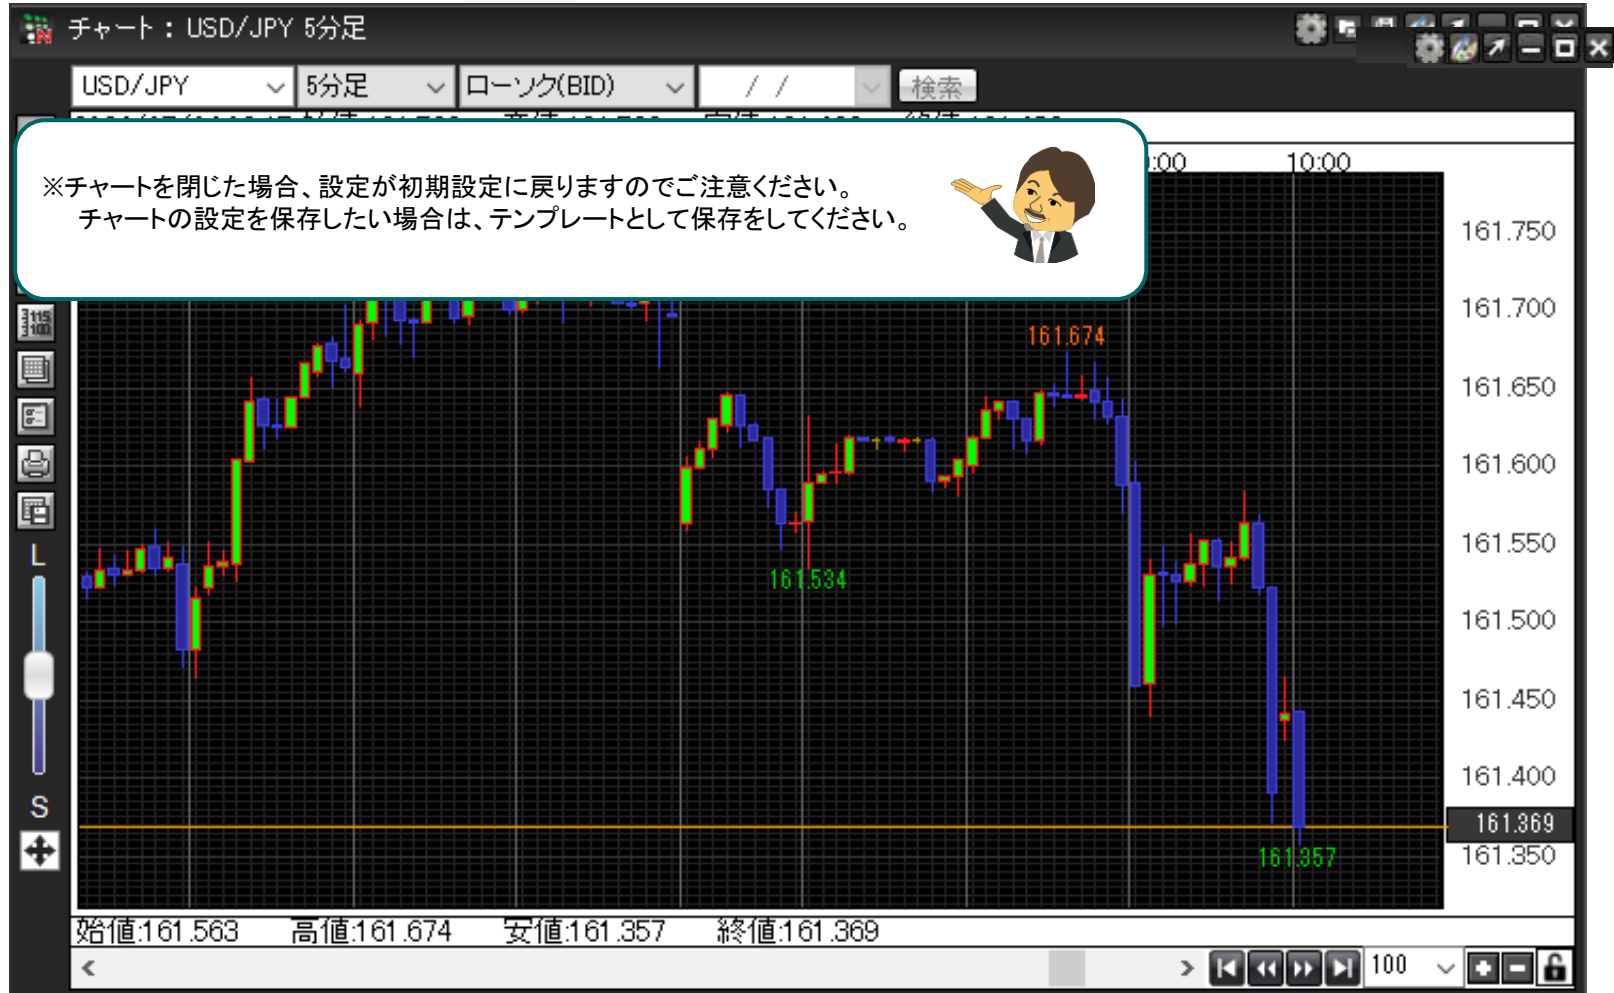 チャート：USD/JPY 5分足
USD/JPY 5分足 ローソク(BID) / / 検索
※チャートを閉じた場合、設定が初期設定に戻りますのでご注意ください。
チャートの設定を保存したい場合は、テンプレートとして保存をしてください。
10:00
161.750
161.700
161.674
161.650
161.600
161.550
161.534
161.500
161.450
161.400
161.369
161.357
161.350
115
100
L
S
始値:161.563 高値:161.674 安値:161.357 終値:161.369
100